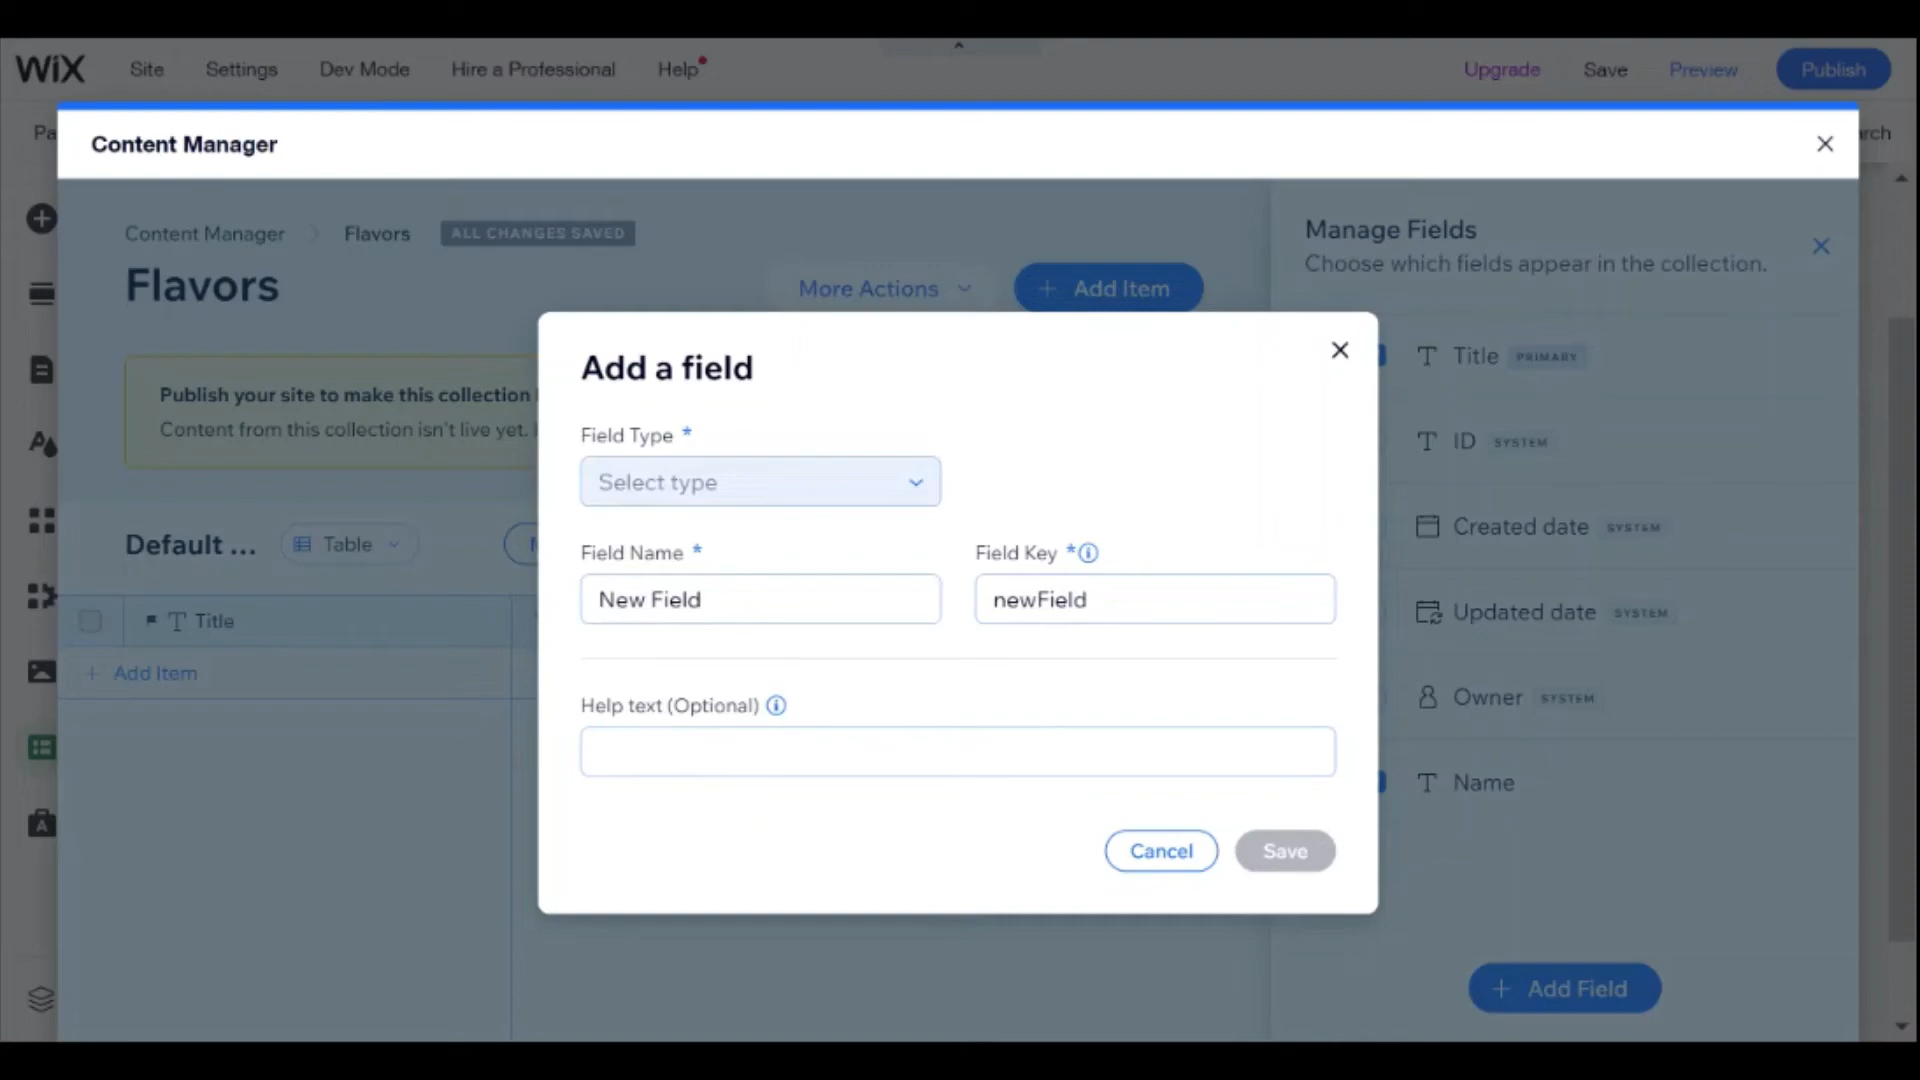 WiX Site Settings Dev Mode Hire a Professional Help Upgrade Save Preview Publish
Pa
rch
Content Manager
Content Manager Flavors ALL CHANGES SAVED
Flavors
More Actions + Add Item
Publish your site to make this collection
Content from this collection isn't live yet.
Default ... Table
Title
+ Add Item
Manage Fields
Choose which fields appear in the collection.
Title PRIMARY
ID SYSTEM
Created date SYSTEM
Updated date SYSTEM
Owner SYSTEM
Name
+ Add Field
Add a field
Field Type *
Select type
Field Name * Field Key *
New Field newField
Help text (Optional)
Cancel Save